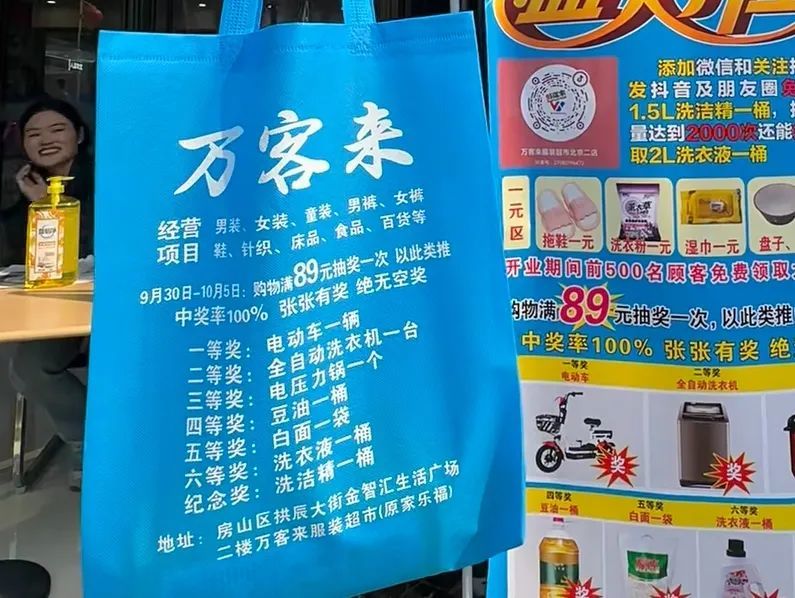 万客来
经营项目
男装、女装、童装、男裤、女裤
鞋、针织、床品、食品、百货等
9月30日-10月5日：购物满89元抽奖一次 以此类推
中奖率100% 张张有奖 绝无空奖
一等奖：电动车一辆
二等奖：全自动洗衣机一台
三等奖：电压力锅一个
四等奖：豆油一桶
五等奖：白面一袋
六等奖：洗衣液一桶
纪念奖：洗洁精一桶
地址：房山区拱辰大街金智汇生活广场
二楼万客来服装超市(原家乐福)
添加微信和关注
发抖音及朋友圈
1.5L洗洁精一桶，
量达到2000次还能
取2L洗衣液一桶
万客来服装超市北京二店
一元区
拖鞋一元
洗衣粉一元
湿巾一元
盘子、
开业期间前500名顾客免费领取
购物满89元抽奖一次，以此类推
中奖率100% 张张有奖 绝
一等奖
电动车
二等奖
全自动洗衣机
奖
奖
四等奖
豆油一桶
五等奖
白面一袋
六等奖
洗衣液一桶
奖
奖
奖